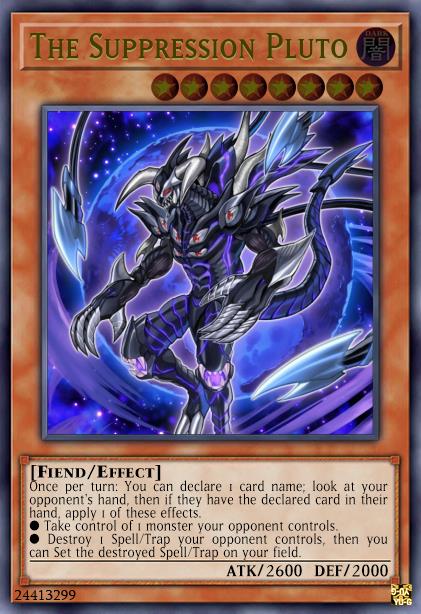 The Suppression Pluto
DARK
闇
[Fiend/Effect]
Once per turn: You can declare 1 card name; look at your
opponent's hand, then if they have the declared card in their
hand, apply 1 of these effects.
● Take control of 1 monster your opponent controls.
● Destroy 1 Spell/Trap your opponent controls, then you
can Set the destroyed Spell/Trap on your field.
ATK/2600 DEF/2000
24413299